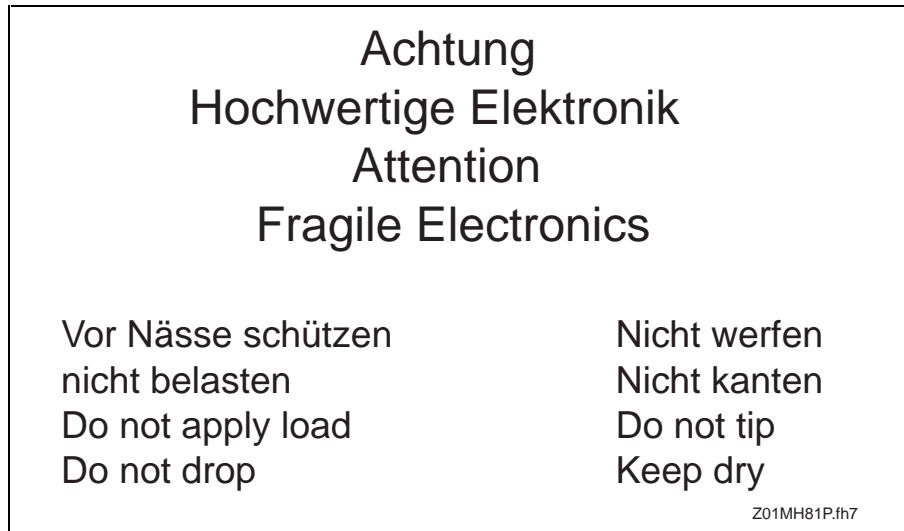 Achtung
Hochwertige Elektronik
Attention
Fragile Electronics
Vor Nässe schützen
nicht belasten
Do not apply load
Do not drop
Nicht werfen
Nicht kanten
Do not tip
Keep dry
Z01MH81P.fh7